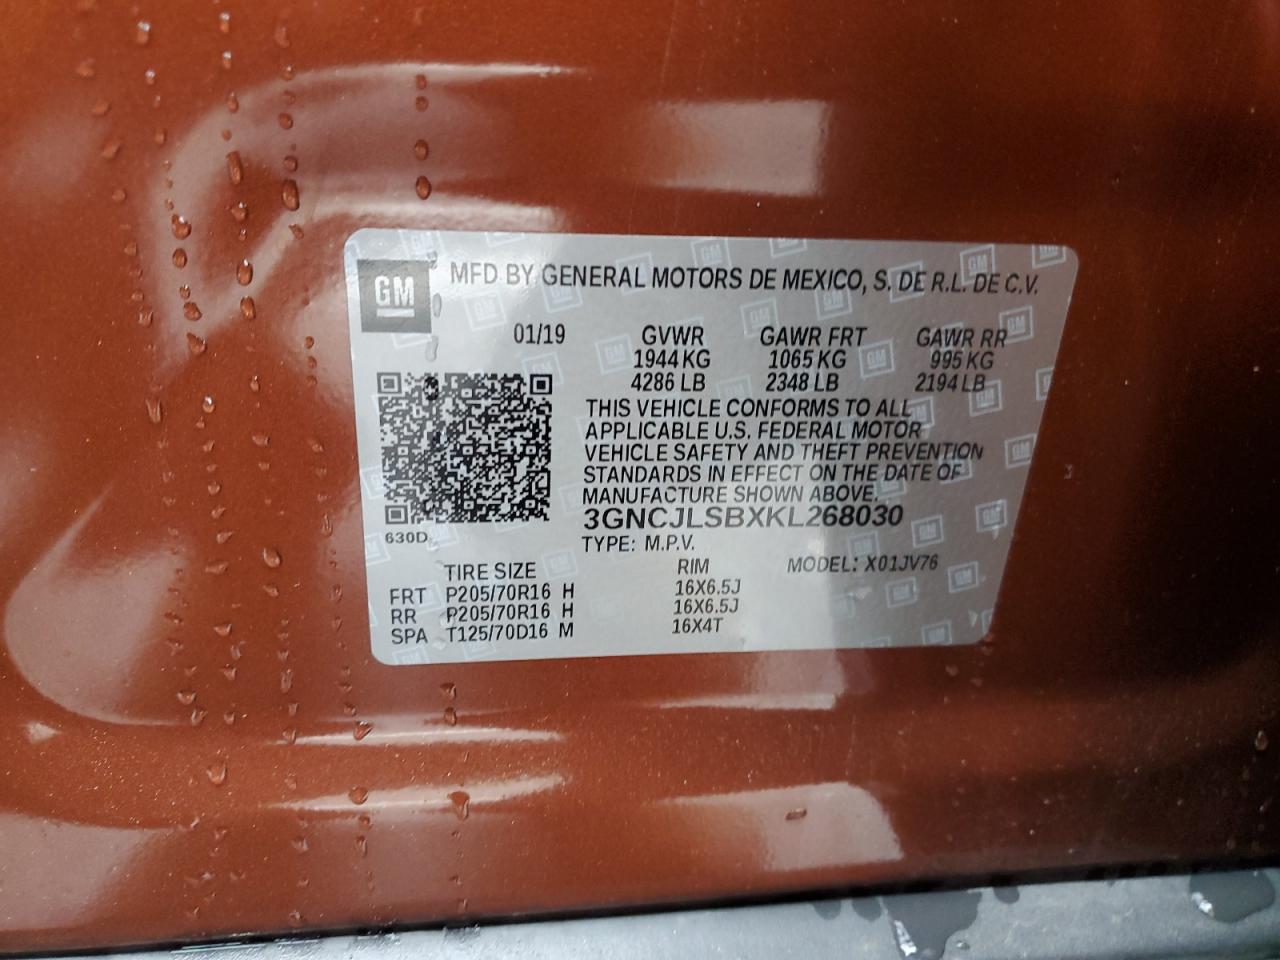 GM
MFD BY GENERAL MOTORS DE MEXICO, S. DE R.L. DE C.V.
01/19 GVWR GAWR FRT GAWR RR
1944 KG 1065 KG 995 KG
4286 LB 2348 LB 2194 LB
THIS VEHICLE CONFORMS TO ALL
APPLICABLE U.S. FEDERAL MOTOR
VEHICLE SAFETY AND THEFT PREVENTION
STANDARDS IN EFFECT ON THE DATE OF
MANUFACTURE SHOWN ABOVE.
3GNCJLSBXKL268030
630D
TYPE: M.P.V.
TIRE SIZE RIM MODEL: X01JV76
FRT P205/70R16 H 16X6.5J
RR P205/70R16 H 16X6.5J
SPA T125/70D16 M 16X4T